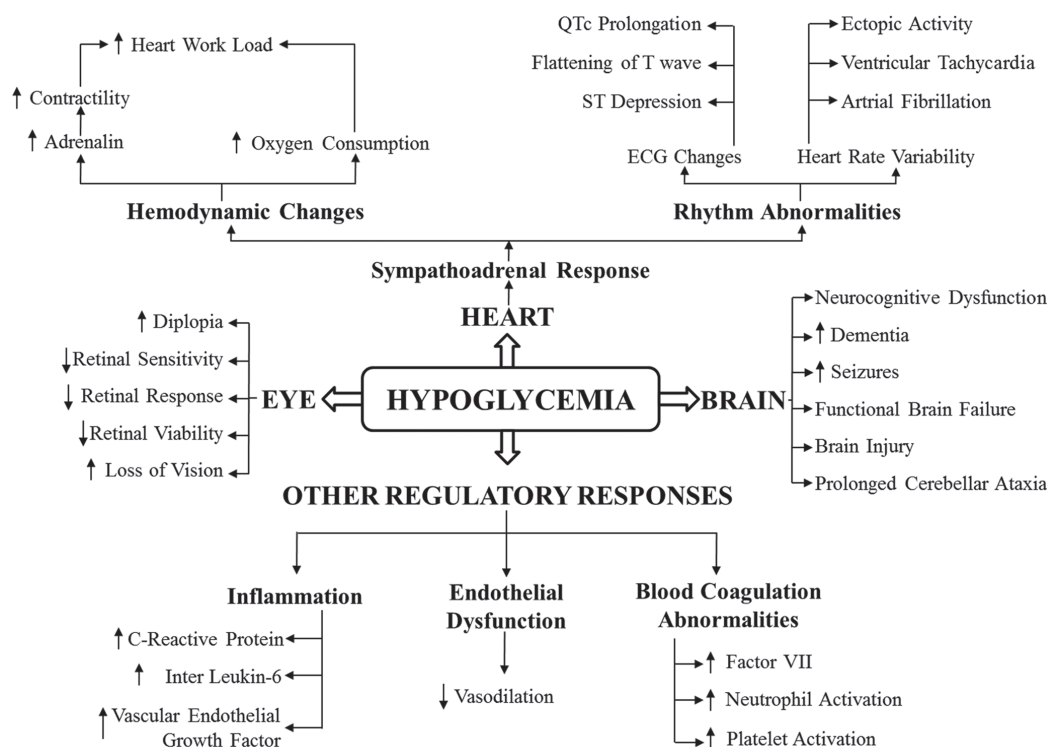 QTc Prolongation
Flattening of T wave
ST Depression
ECG Changes
Ectopic Activity
Ventricular Tachycardia
Artrial Fibrillation
Heart Rate Variability
↑ Heart Work Load
↑ Contractility
↑ Adrenalin
↑ Oxygen Consumption
Hemodynamic Changes
Rhythm Abnormalities
Sympathoadrenal Response
HEART
↑ Diplopia
↓ Retinal Sensitivity
↓ Retinal Response
↓ Retinal Viability
↑ Loss of Vision
EYE
HYPOGLYCEMIA
BRAIN
Neurocognitive Dysfunction
↑ Dementia
↑ Seizures
Functional Brain Failure
Brain Injury
Prolonged Cerebellar Ataxia
OTHER REGULATORY RESPONSES
Inflammation
↑ C-Reactive Protein
↑ Inter Leukin-6
↑ Vascular Endothelial
Growth Factor
Endothelial
Dysfunction
↓ Vasodilation
Blood Coagulation
Abnormalities
↑ Factor VII
↑ Neutrophil Activation
↑ Platelet Activation